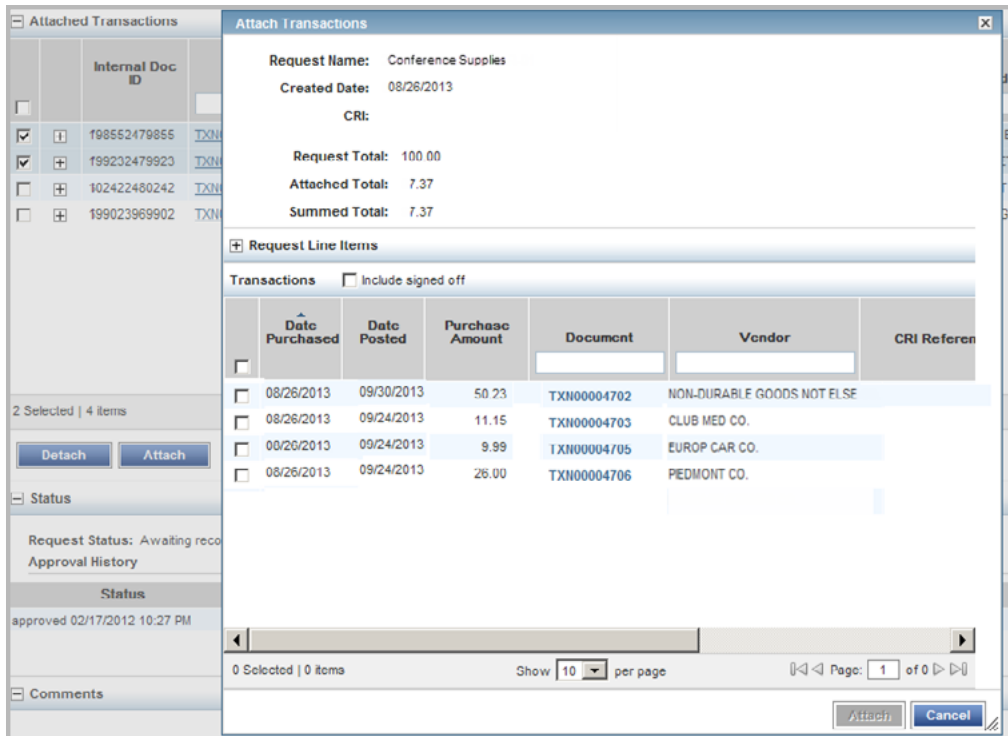 Attached Transactions
Internal Doc
ID
198552479855 TXN
199232479923 TXN
102422480242 TXN
199023969902 TXN
2 Selected | 4 items
Detach Attach
Status
Request Status: Awaiting reco
Approval History
Status
approved 02/17/2012 10:27 PM
Comments
Attach Transactions
Request Name: Conference Supplies
Created Date: 08/26/2013
CRI:
Request Total: 100.00
Attached Total: 7.37
Summed Total: 7.37
Request Line Items
Transactions Include signed off
Date Purchased Date Posted Purchase Amount Document Vendor CRI Referen
08/26/2013 09/30/2013 50.23 TXN00004702 NON-DURABLE GOODS NOT ELSE
08/26/2013 09/24/2013 11.15 TXN00004703 CLUB MED CO.
08/26/2013 09/24/2013 9.99 TXN00004705 EUROP CAR CO.
08/26/2013 09/24/2013 26.00 TXN00004706 PIEDMONT CO.
0 Selected | 0 items Show 10 per page Page: 1 of 0
Attach Cancel